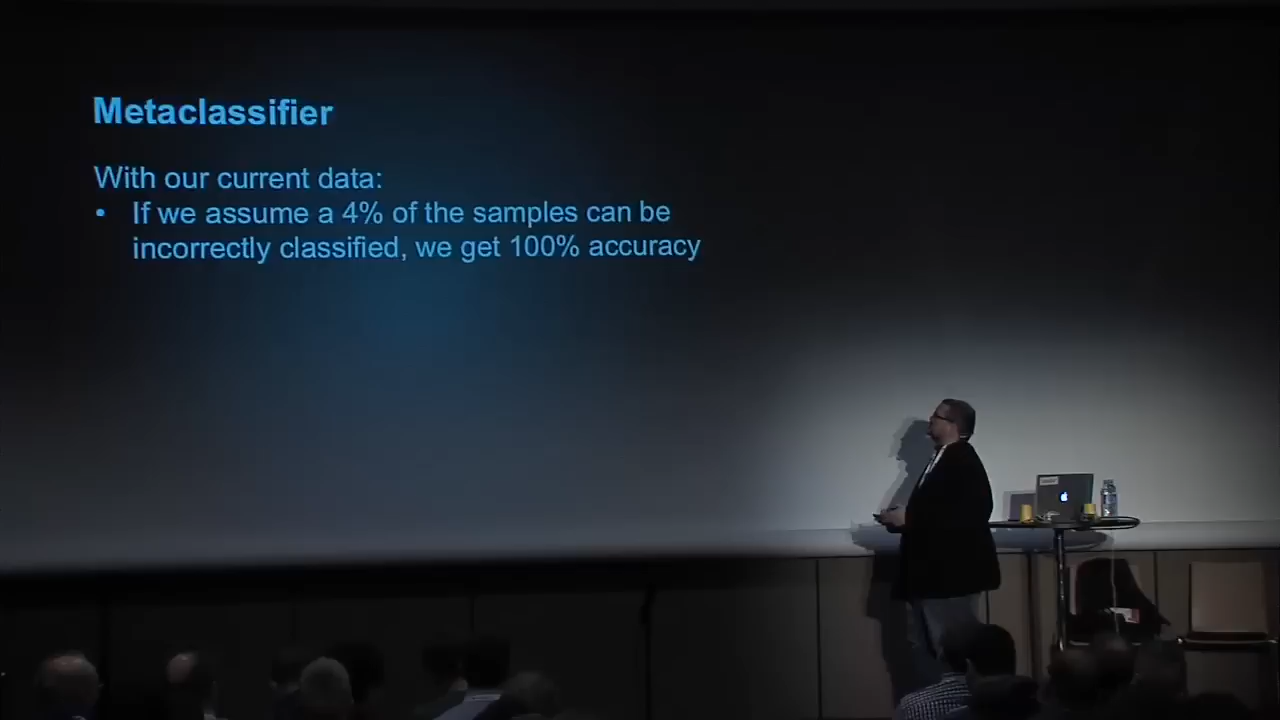 Metaclassifier
With our current data:
• If we assume a 4% of the samples can be
incorrectly classified, we get 100% accuracy